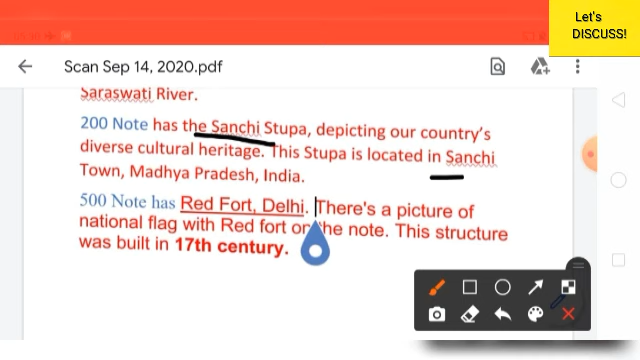 Let's
DISCUSS!
Scan Sep 14, 2020.pdf
Saraswati River.
200 Note has the Sanchi Stupa, depicting our country's
diverse cultural heritage. This Stupa is located in Sanchi
Town, Madhya Pradesh, India.
500 Note has Red Fort, Delhi. There's a picture of
national flag with Red fort on the note. This structure
was built in 17th century.